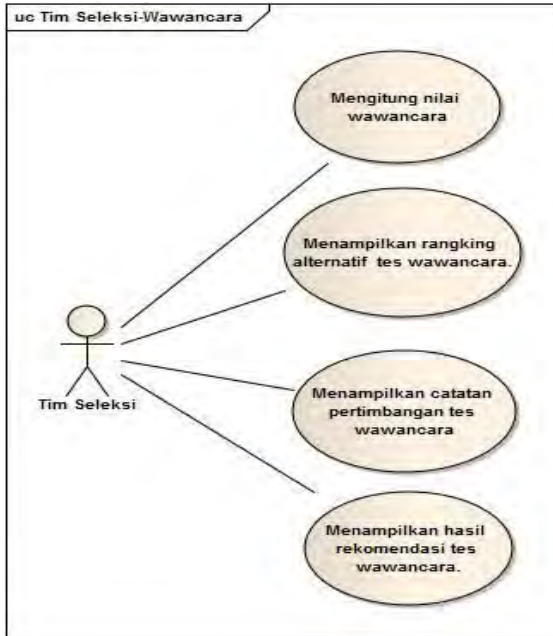 uc Tim Seleksi-Wawancara
Mengitung nilai
wawancara
Menampilkan rangking
alternatif tes wawancara.
Tim Seleksi
Menampilkan catatan
pertimbangan tes
wawancara
Menampilkan hasil
rekomendasi tes
wawancara.